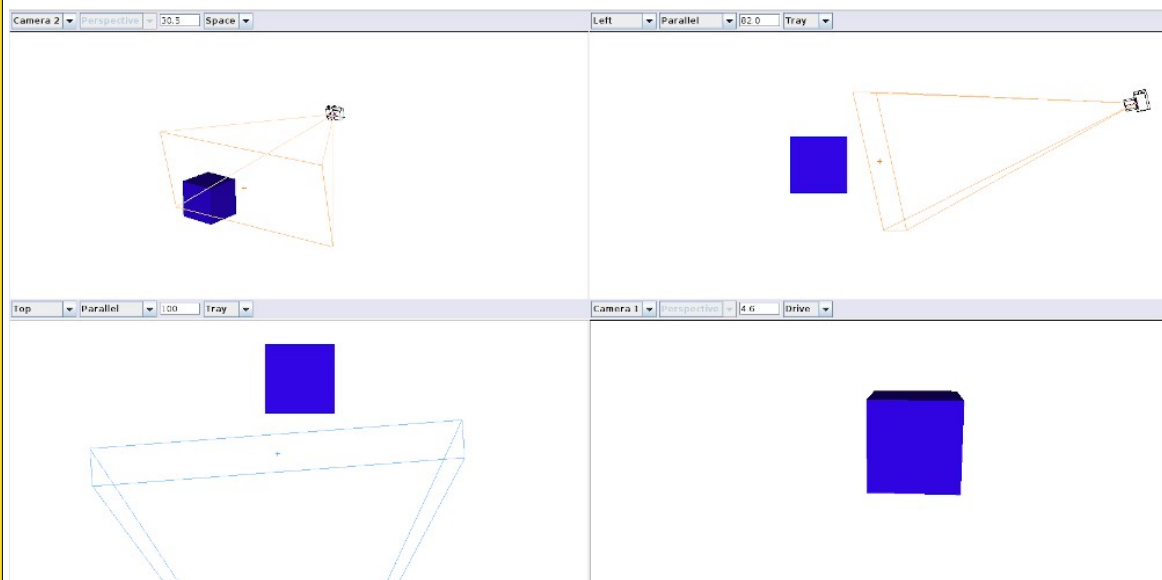 Camera 2 Perspective 30.5 Space
Left Parallel 82.0 Tray
Top Parallel 100 Tray
Camera 1 Perspective 4.6 Drive